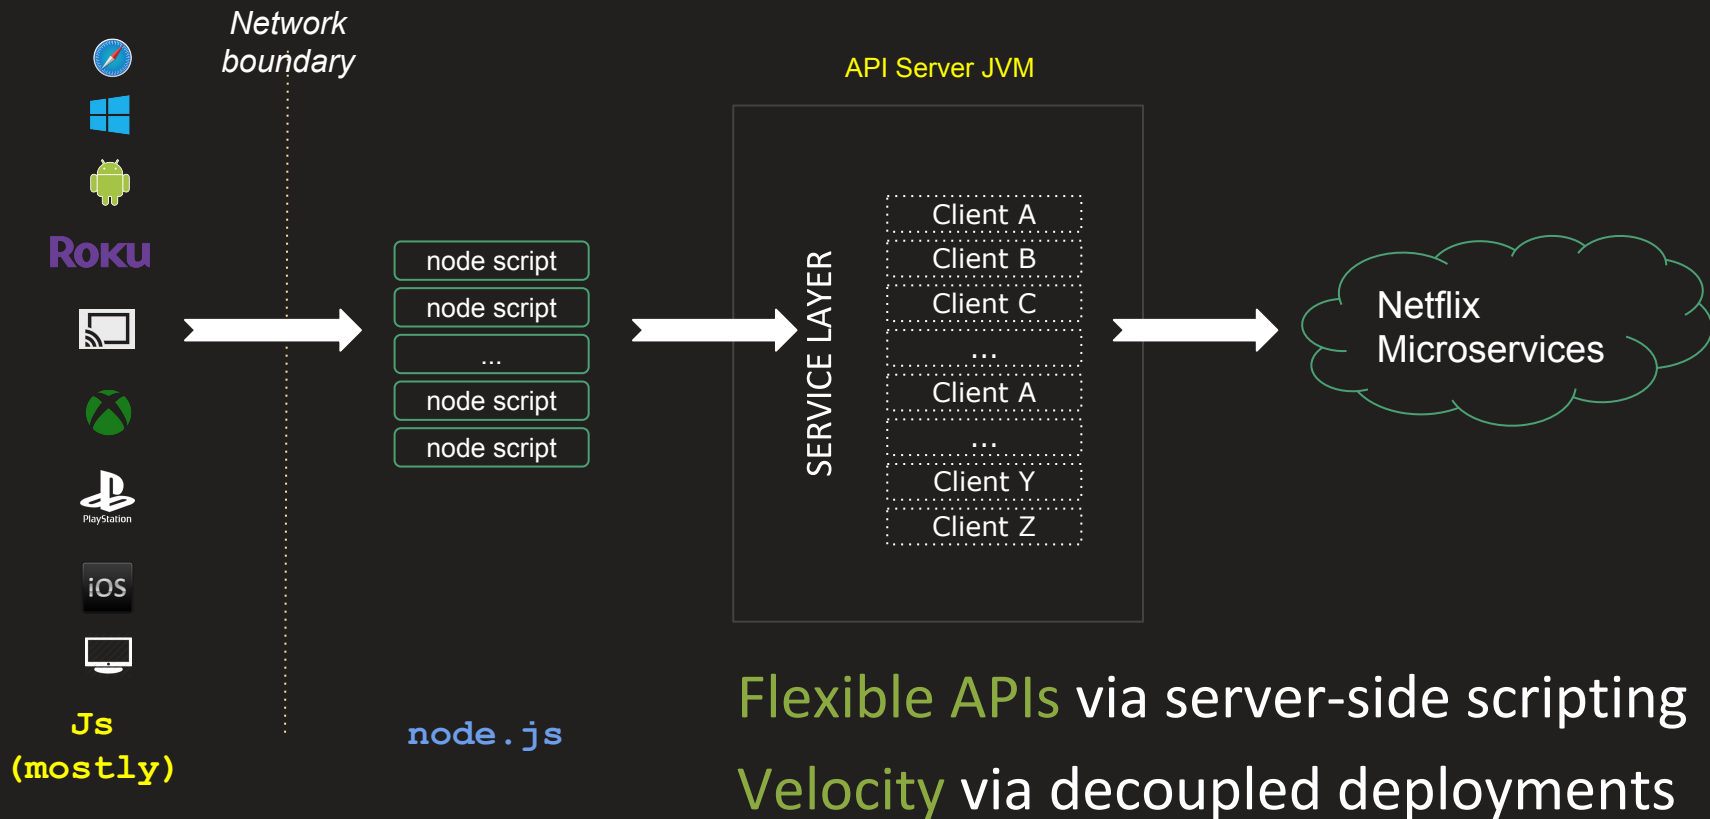 Network
boundary
API Server JVM
ROKU
PlayStation
iOS
Js
(mostly)
node script
node script
...
node script
node script
node.js
SERVICE LAYER
Client A
Client B
Client C
...
Client A
...
Client Y
Client Z
Netflix
Microservices
Flexible APIs via server-side scripting
Velocity via decoupled deployments